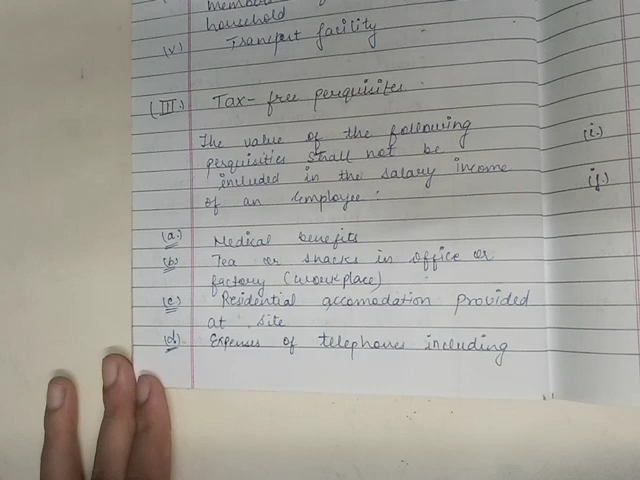 members
household
(v) Transport facility
(III.) Tax-free perquisites.
The value of the following
perquisities shall not be
included in the salary income
of an employee:
(a.) Medical benefits
(b.) Tea or snacks in office or
factory (workplace)
(c.) Residential accomodation provided
at site
(d.) Expenses of telephones including
(i.)
(j.)